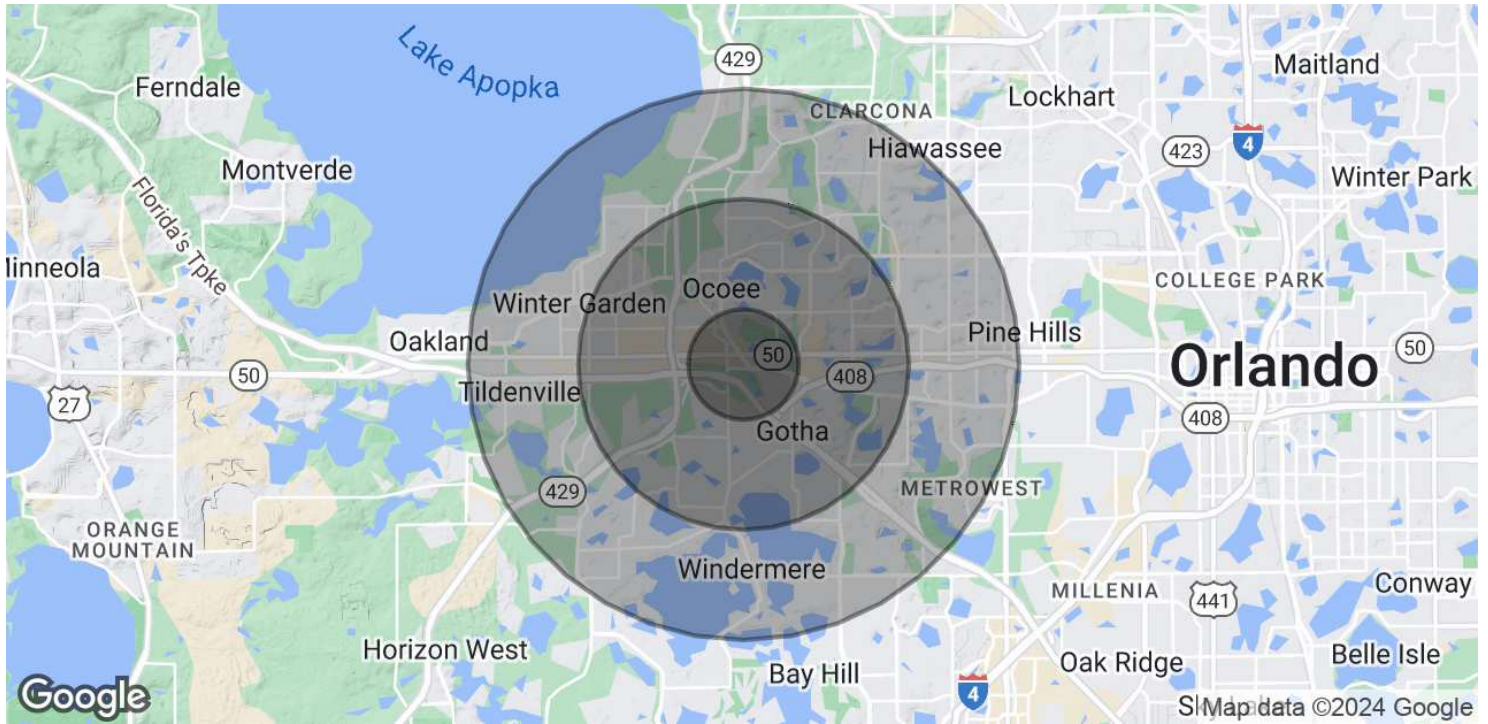 Lake Apopka
429
Maitland
Ferndale
Lockhart
CLARCONA
4
423
Hiawassee
Montverde
Winter Park
Florida's Tpke
Minneola
COLLEGE PARK
Ocoee
Winter Garden
Pine Hills
Oakland
50
50
Orlando
50
408
27
Tildenville
408
Gotha
429
METROWEST
ORANGE
MOUNTAIN
Windermere
Conway
MILLENIA
441
Horizon West
Belle Isle
Oak Ridge
Bay Hill
4
Google
Map data ©2024 Google